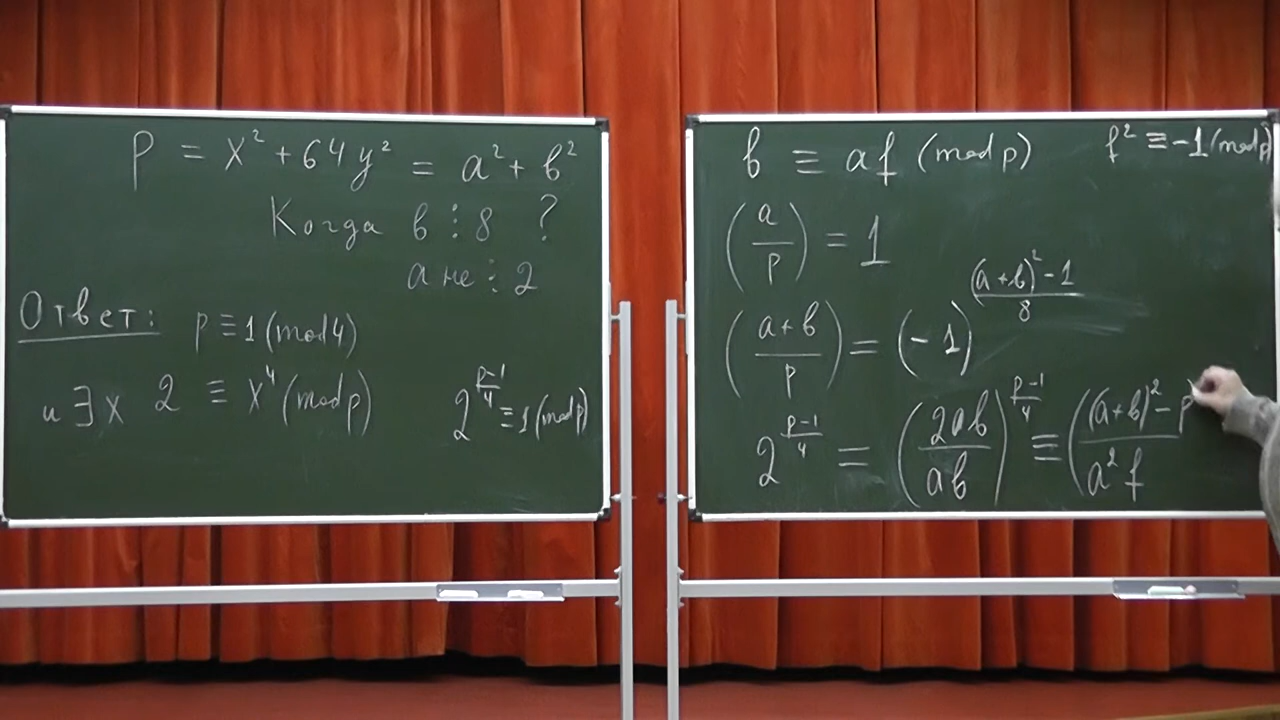 p = x² + 64y² = a² + b²
Когда b ⋮ 8 ?
a не ⋮ 2
Ответ: p ≡ 1 (mod 4)
и ∃ x 2 ≡ x⁴ (mod p) 2^((p-1)/4) ≡ 1 (mod p)
b ≡ af (mod p) f² ≡ -1 (mod p)
(a/p) = 1
((a+b)/p) = (-1)^(((a+b)²-1)/8)
2^((p-1)/4) = (2ab/ab)^((p-1)/4) ≡ (((a+b)²-p)/(a²f)